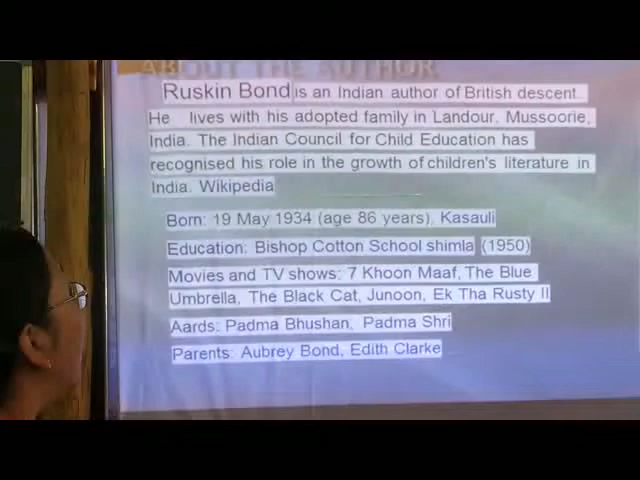 ABOUT THE AUTHOR
Ruskin Bond is an Indian author of British descent.
He lives with his adopted family in Landour, Mussoorie,
India. The Indian Council for Child Education has
recognised his role in the growth of children's literature in
India. Wikipedia
Born: 19 May 1934 (age 86 years), Kasauli
Education: Bishop Cotton School shimla (1950)
Movies and TV shows: 7 Khoon Maaf, The Blue
Umbrella, The Black Cat, Junoon, Ek Tha Rusty II
Aards: Padma Bhushan, Padma Shri
Parents: Aubrey Bond, Edith Clarke